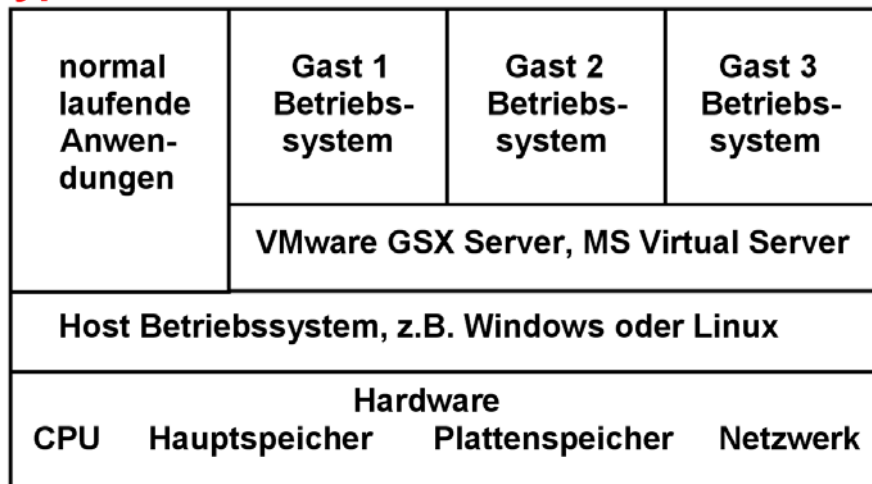 normal
laufende
Anwen-
dungen
Gast 1
Betriebs-
system
Gast 2
Betriebs-
system
Gast 3
Betriebs-
system
VMware GSX Server, MS Virtual Server
Host Betriebssystem, z.B. Windows oder Linux
Hardware
CPU Hauptspeicher Plattenspeicher Netzwerk